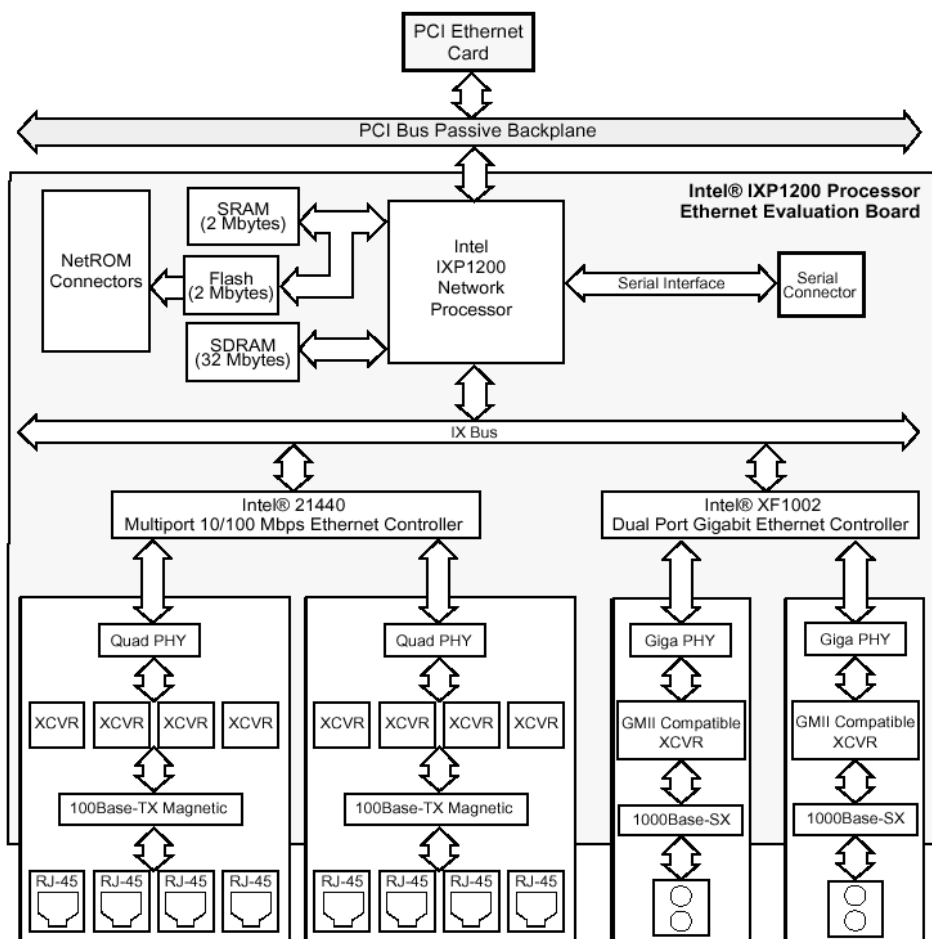 PCI Ethernet
Card
PCI Bus Passive Backplane
Intel® IXP1200 Processor
Ethernet Evaluation Board
SRAM
(2 Mbytes)
NetROM
Connectors
Flash
(2 Mbytes)
SDRAM
(32 Mbytes)
Intel
IXP1200
Network
Processor
Serial Interface
Serial
Connector
IX Bus
Intel® 21440
Multiport 10/100 Mbps Ethernet Controller
Intel® XF1002
Dual Port Gigabit Ethernet Controller
Quad PHY
XCVR XCVR XCVR XCVR
100Base-TX Magnetic
RJ-45 RJ-45 RJ-45 RJ-45
Quad PHY
XCVR XCVR XCVR XCVR
100Base-TX Magnetic
RJ-45 RJ-45 RJ-45 RJ-45
Giga PHY
GMII Compatible
XCVR
1000Base-SX
Giga PHY
GMII Compatible
XCVR
1000Base-SX